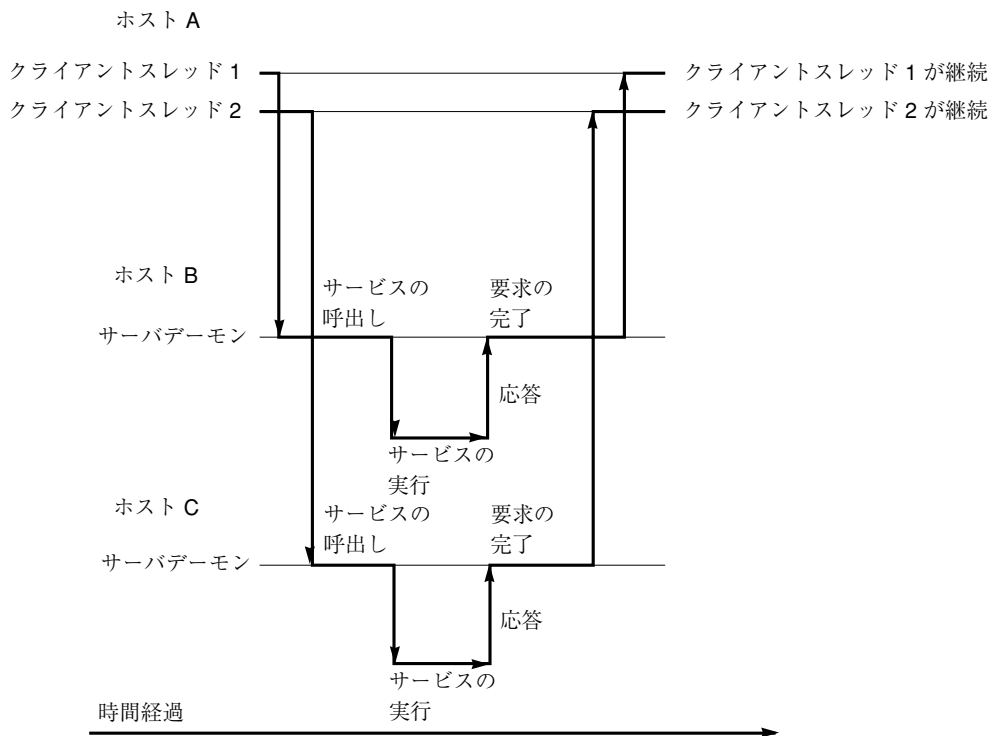 ホスト A
クライアントスレッド 1
クライアントスレッド 1 が継続
クライアントスレッド 2
クライアントスレッド 2 が継続
ホスト B
サービスの
呼出し
要求の
完了
サーバデーモン
応答
サービスの
実行
ホスト C
サービスの
呼出し
要求の
完了
サーバデーモン
応答
サービスの
実行
時間経過